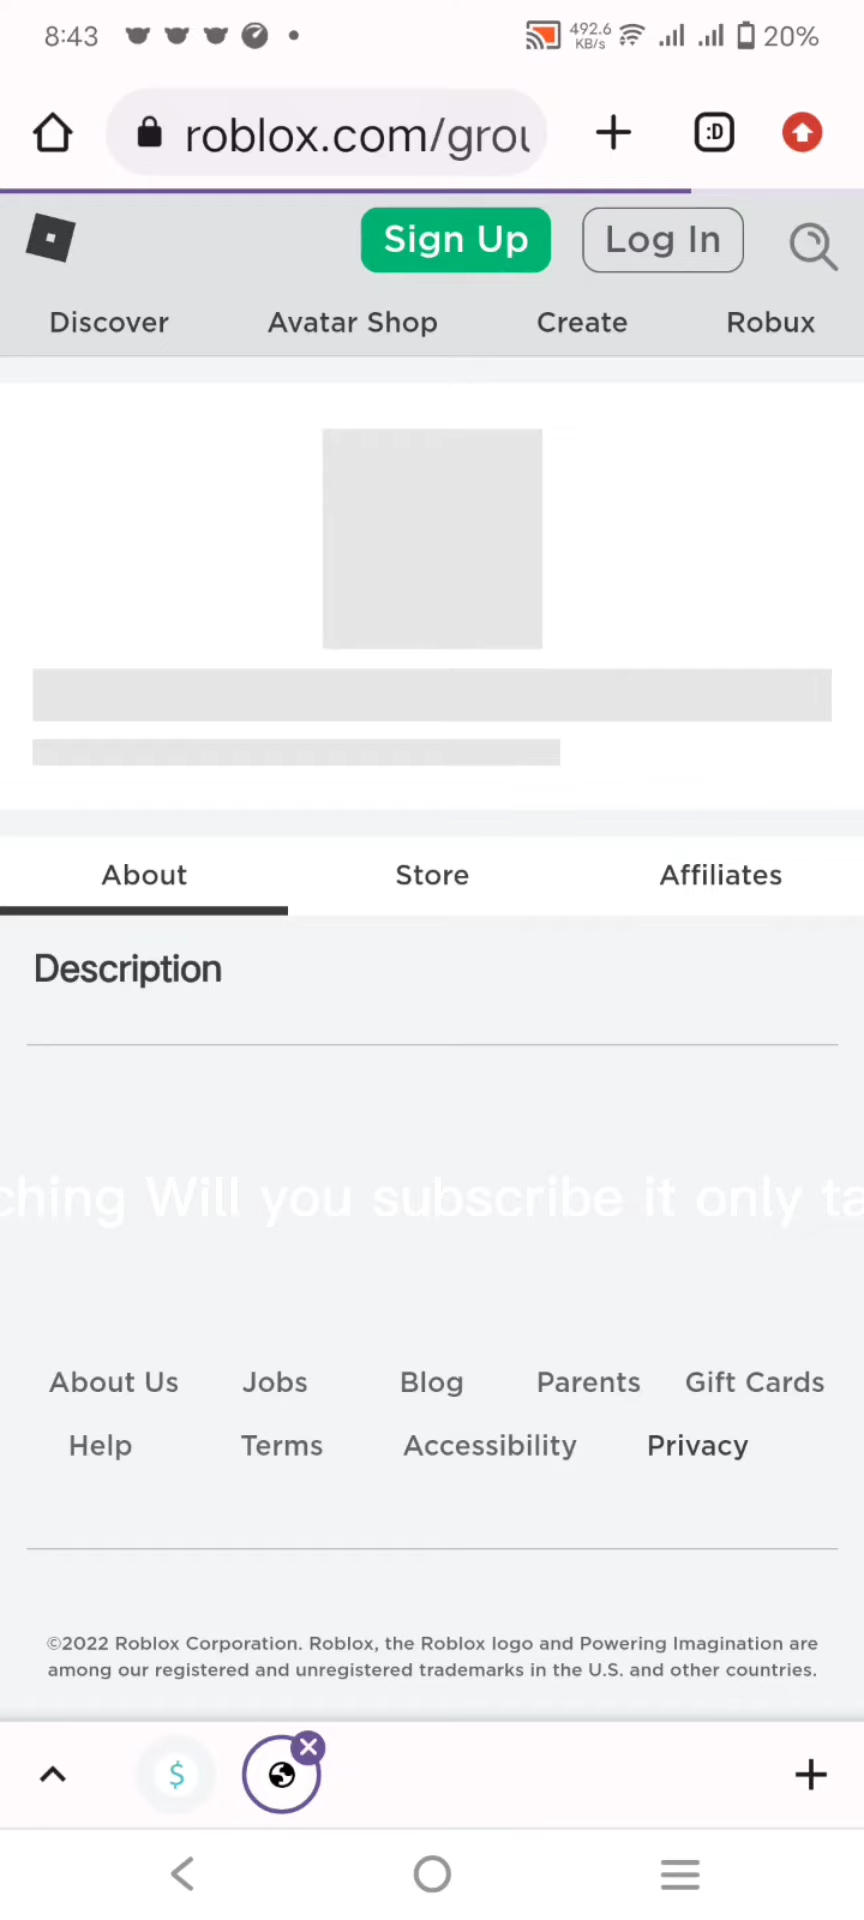 8:43 492.6 KB/s 20%
roblox.com/grou :D
Sign Up Log In
Discover Avatar Shop Create Robux
About Store Affiliates
Description
ching Will you subscribe it only ta
About Us Jobs Blog Parents Gift Cards
Help Terms Accessibility Privacy
©2022 Roblox Corporation. Roblox, the Roblox logo and Powering Imagination are
among our registered and unregistered trademarks in the U.S. and other countries.
$